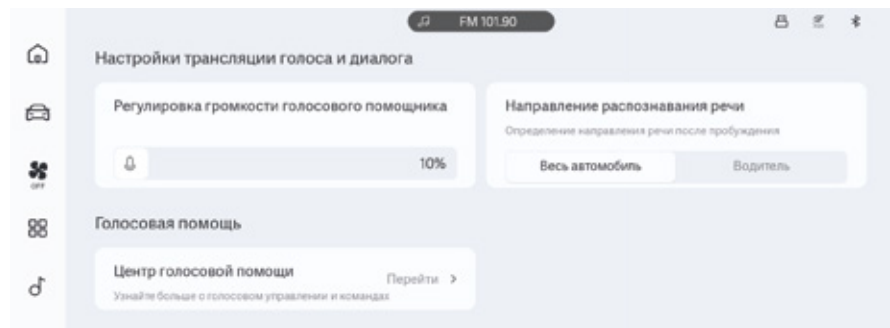 FM 101.90
Настройки трансляции голоса и диалога
Регулировка громкости голосового помощника
10%
Направление распознавания речи
Определение направления речи после пробуждения
Весь автомобиль
Водитель
OFF
Голосовая помощь
Центр голосовой помощи
Перейти >
Узнайте больше о голосовом управлении и командах